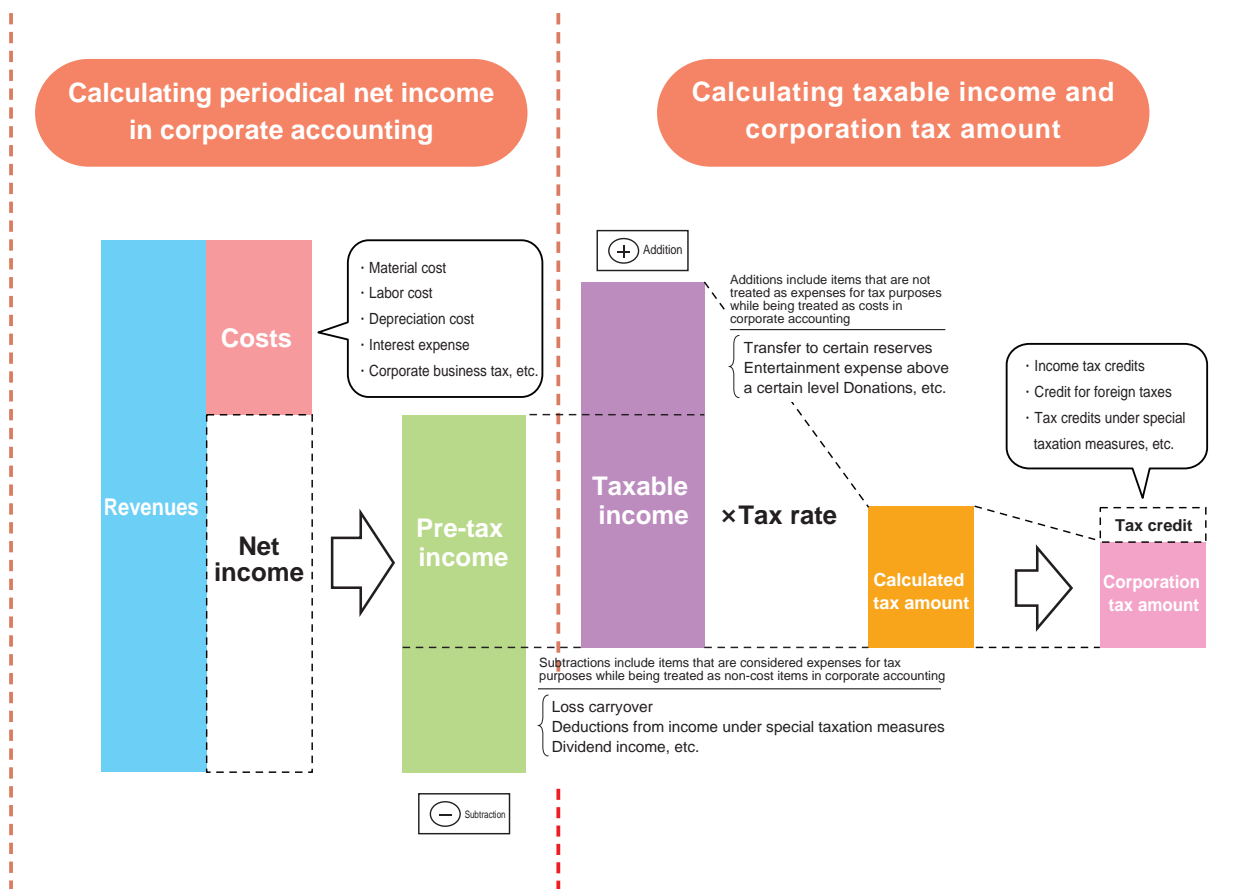 Calculating periodical net income
in corporate accounting
Calculating taxable income and
corporation tax amount
Revenues
Costs
· Material cost
· Labor cost
· Depreciation cost
· Interest expense
· Corporate business tax, etc.
Net
income
Pre-tax
income
− Subtraction
+ Addition
Taxable
income
Additions include items that are not
treated as expenses for tax purposes
while being treated as costs in
corporate accounting
Transfer to certain reserves
Entertainment expense above
a certain level Donations, etc.
×Tax rate
Subtractions include items that are considered expenses for tax
purposes while being treated as non-cost items in corporate accounting
Loss carryover
Deductions from income under special taxation measures
Dividend income, etc.
Calculated
tax amount
· Income tax credits
· Credit for foreign taxes
· Tax credits under special
taxation measures, etc.
Tax credit
Corporation
tax amount